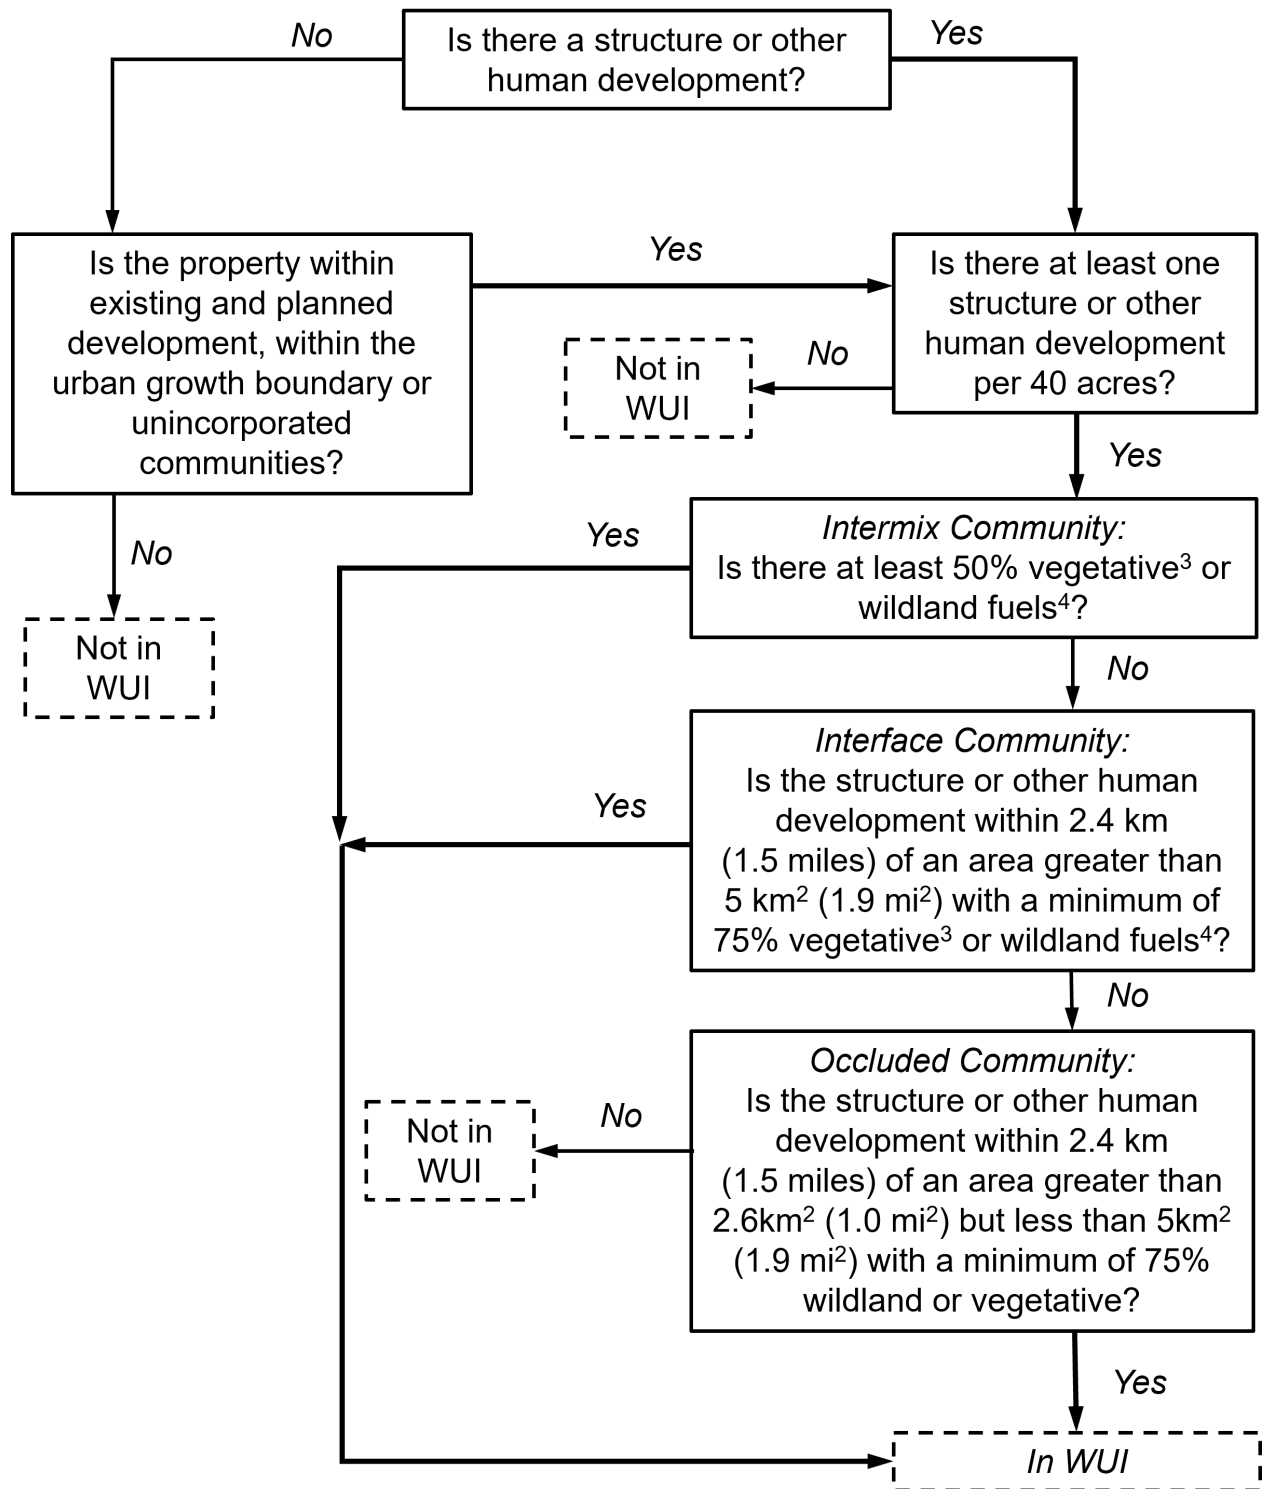 No
Is there a structure or other
human development?
Yes
Is the property within
existing and planned
development, within the
urban growth boundary or
unincorporated
communities?
Yes
Is there at least one
structure or other
human development
per 40 acres?
No
Not in
WUI
Yes
No
Not in
WUI
Intermix Community:
Is there at least 50% vegetative³ or
wildland fuels⁴?
Yes
No
Interface Community:
Is the structure or other human
development within 2.4 km
(1.5 miles) of an area greater than
5 km² (1.9 mi²) with a minimum of
75% vegetative³ or wildland fuels⁴?
Yes
No
Occluded Community:
Is the structure or other human
development within 2.4 km
(1.5 miles) of an area greater than
2.6km² (1.0 mi²) but less than 5km²
(1.9 mi²) with a minimum of 75%
wildland or vegetative?
No
Not in
WUI
Yes
In WUI